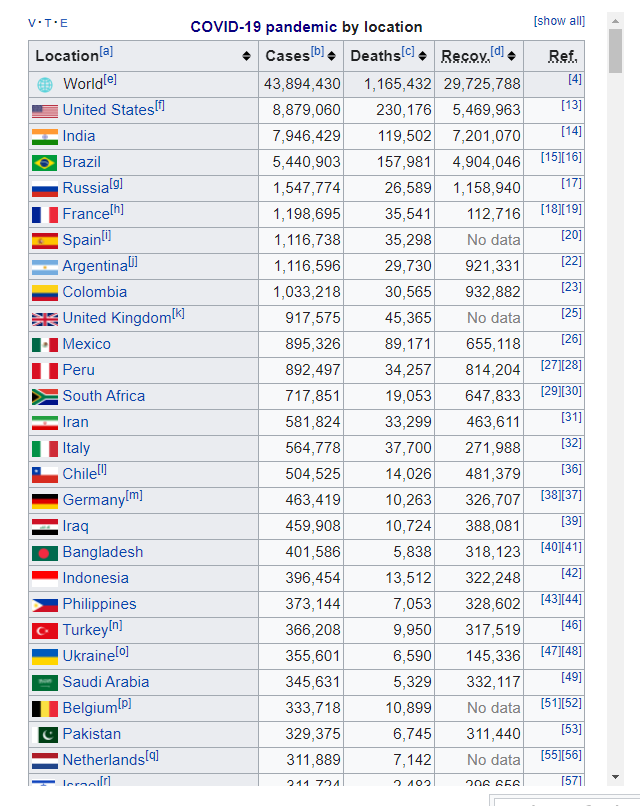 V·T·E COVID-19 pandemic by location [show all]
Location[a] Cases[b] Deaths[c] Recov.[d] Ref.
World[e] 43,894,430 1,165,432 29,725,788 [4]
United States[f] 8,879,060 230,176 5,469,963 [13]
India 7,946,429 119,502 7,201,070 [14]
Brazil 5,440,903 157,981 4,904,046 [15][16]
Russia[g] 1,547,774 26,589 1,158,940 [17]
France[h] 1,198,695 35,541 112,716 [18][19]
Spain[i] 1,116,738 35,298 No data [20]
Argentina[j] 1,116,596 29,730 921,331 [22]
Colombia 1,033,218 30,565 932,882 [23]
United Kingdom[k] 917,575 45,365 No data [25]
Mexico 895,326 89,171 655,118 [26]
Peru 892,497 34,257 814,204 [27][28]
South Africa 717,851 19,053 647,833 [29][30]
Iran 581,824 33,299 463,611 [31]
Italy 564,778 37,700 271,988 [32]
Chile[l] 504,525 14,026 481,379 [36]
Germany[m] 463,419 10,263 326,707 [38][37]
Iraq 459,908 10,724 388,081 [39]
Bangladesh 401,586 5,838 318,123 [40][41]
Indonesia 396,454 13,512 322,248 [42]
Philippines 373,144 7,053 328,602 [43][44]
Turkey[n] 366,208 9,950 317,519 [46]
Ukraine[o] 355,601 6,590 145,336 [47][48]
Saudi Arabia 345,631 5,329 332,117 [49]
Belgium[p] 333,718 10,899 No data [51][52]
Pakistan 329,375 6,745 311,440 [53]
Netherlands[q] 311,889 7,142 No data [55][56]
Israel[r] 311,724 2,483 296,656 [57]